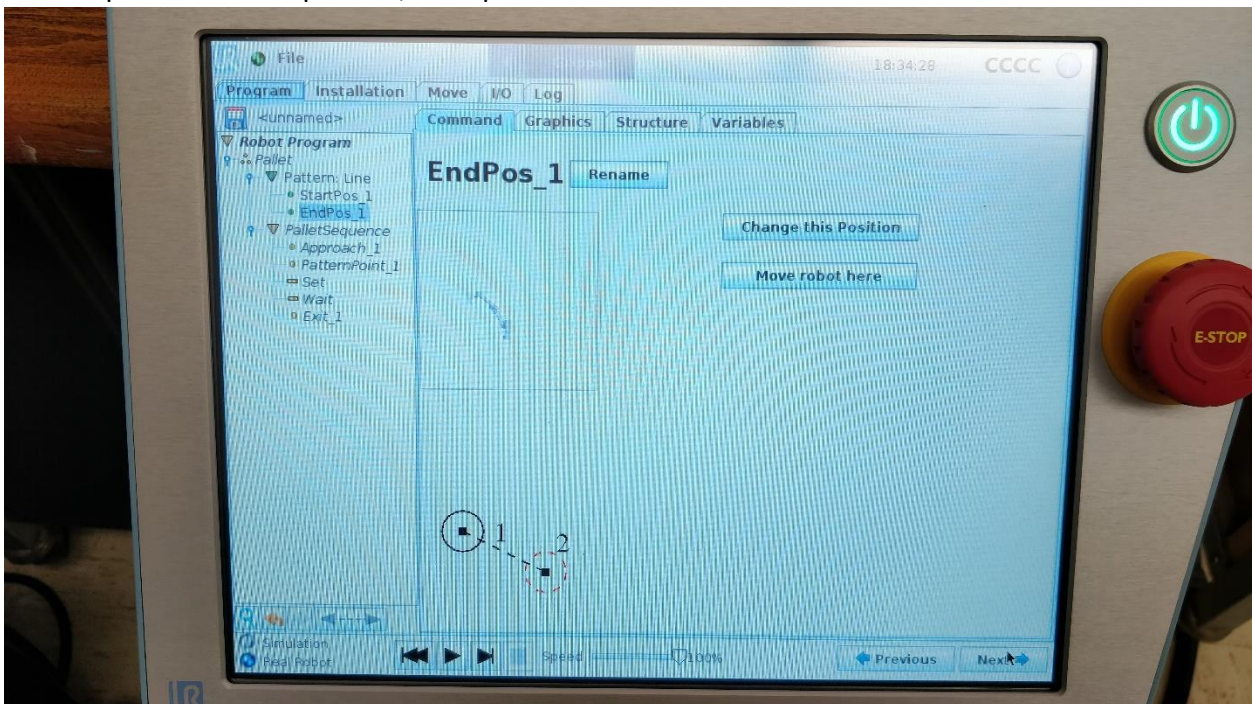 File
18:34:28
CCCC
Program Installation Move I/O Log
<unnamed>
Command Graphics Structure Variables
Robot Program
Pallet
Pattern: Line
StartPos_1
EndPos_1
PalletSequence
Approach_1
PatternPoint_1
Set
Wait
Exit_1
EndPos_1
Rename
Change this Position
Move robot here
1
2
Simulation
Real Robot
Speed
100%
Previous
Next
E-STOP